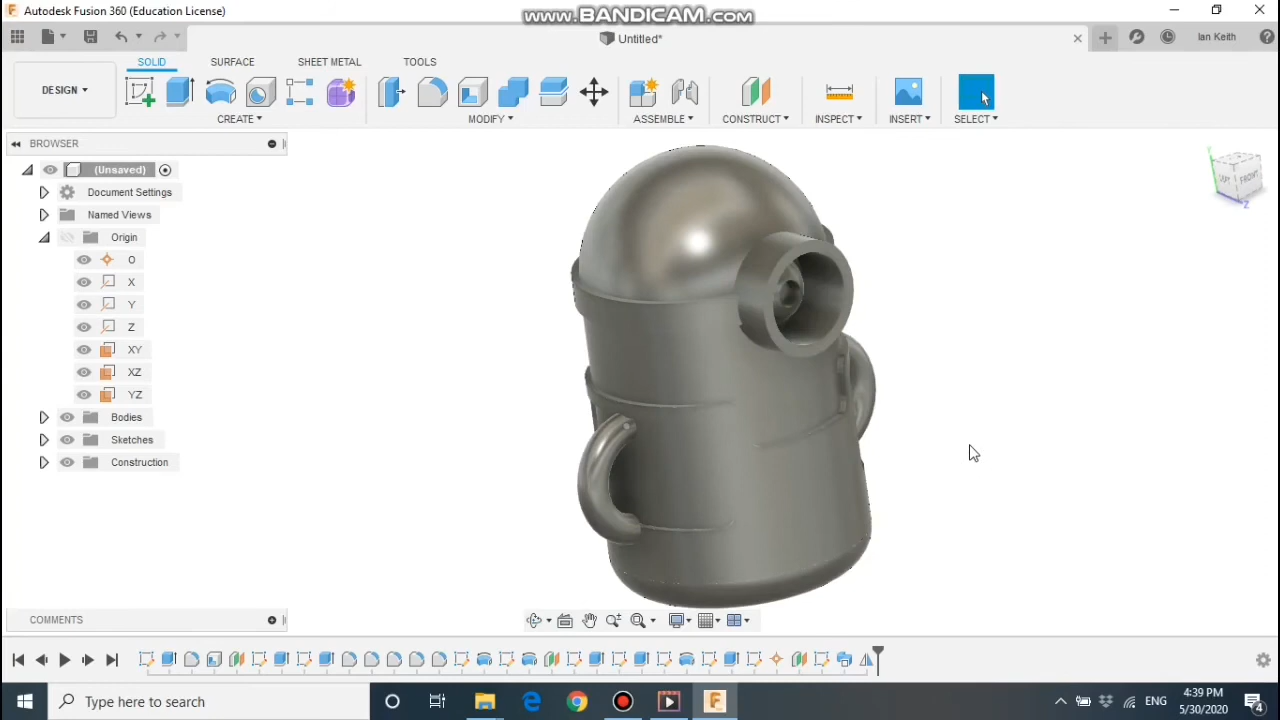 Autodesk Fusion 360 (Education License)
www.BANDICAM.com
Untitled*
Ian Keith
SOLID SURFACE SHEET METAL TOOLS
DESIGN
CREATE MODIFY ASSEMBLE CONSTRUCT INSPECT INSERT SELECT
BROWSER
(Unsaved)
Document Settings
Named Views
Origin
O
X
Y
Z
XY
XZ
YZ
Bodies
Sketches
Construction
FRONT
Y
Z
COMMENTS
Type here to search
ENG
4:39 PM
5/30/2020
4